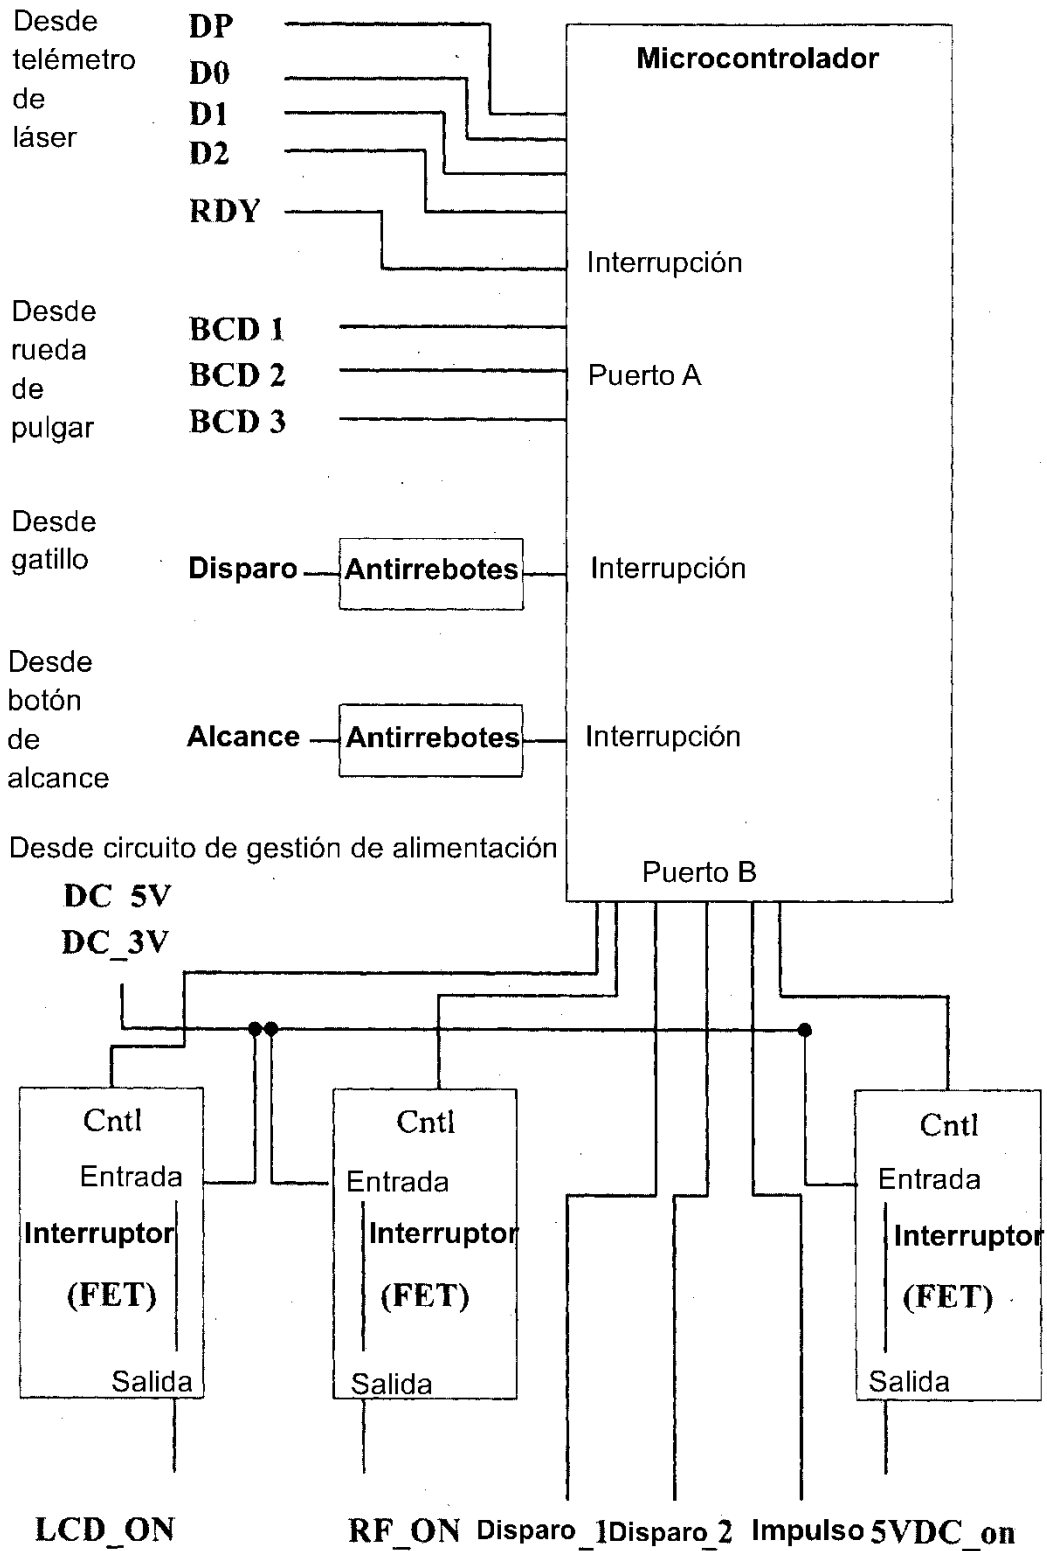 Desde
telémetro
de
láser
DP
D0
D1
D2
RDY
Microcontrolador
Interrupción
Desde
rueda
de
pulgar
BCD 1
BCD 2
BCD 3
Puerto A
Desde
gatillo
Disparo
Antirrebotes
Interrupción
Desde
botón
de
alcance
Alcance
Antirrebotes
Interrupción
Desde circuito de gestión de alimentación
Puerto B
DC 5V
DC_3V
Cntl
Entrada
Interruptor
(FET)
Salida
Cntl
Entrada
Interruptor
(FET)
Salida
Cntl
Entrada
Interruptor
(FET)
Salida
LCD_ON
RF_ON
Disparo_1
Disparo_2
Impulso
5VDC_on